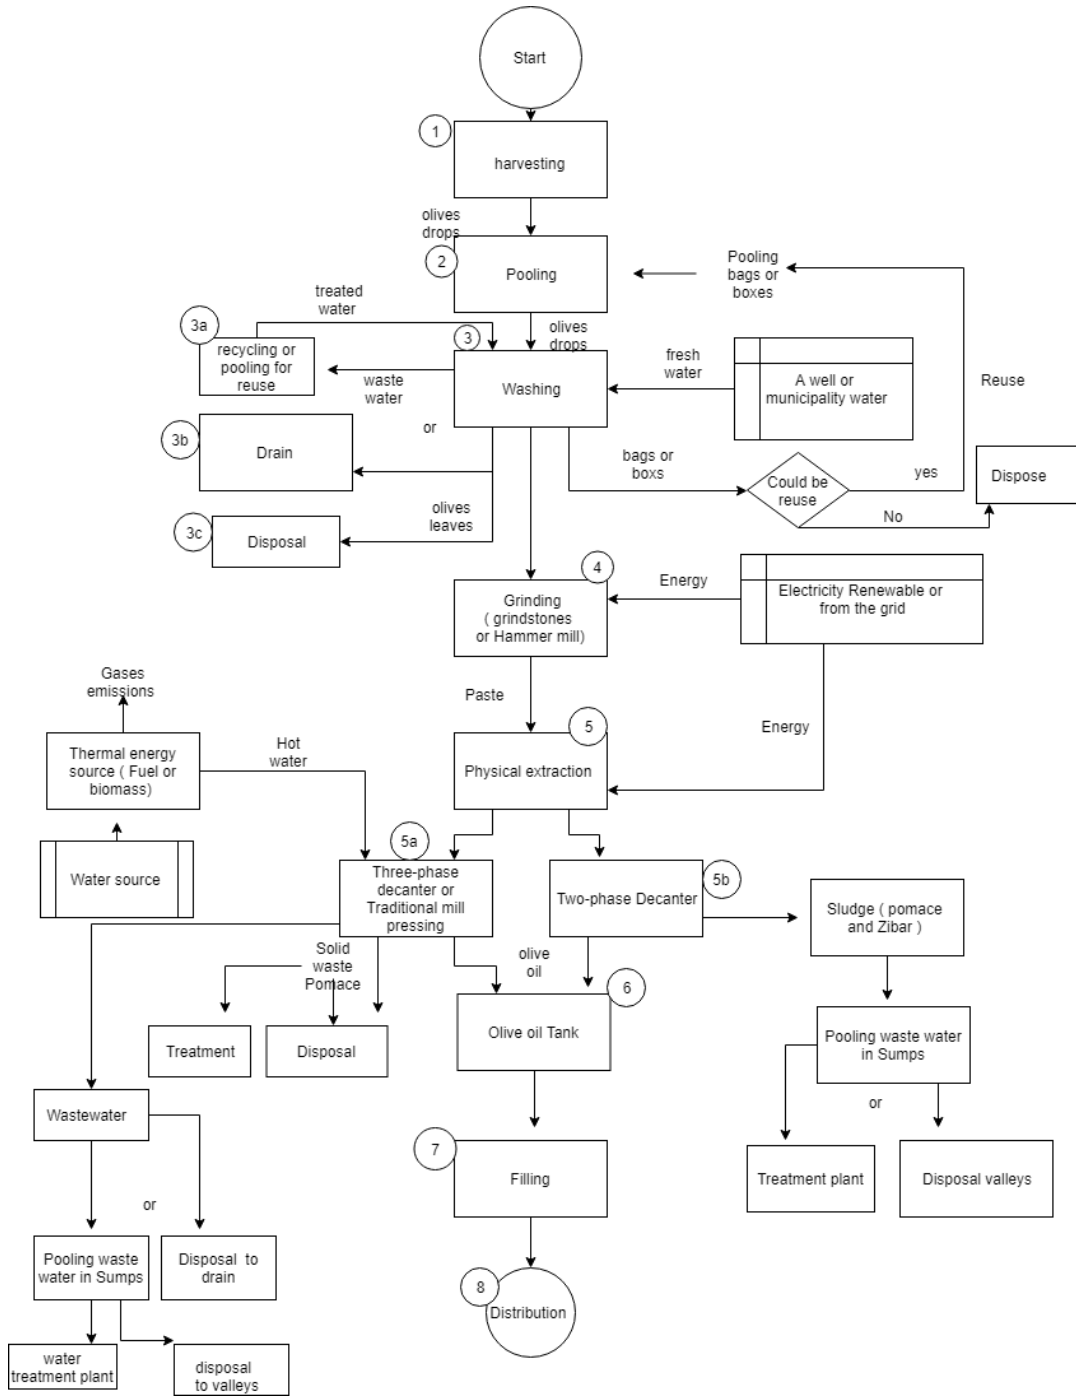 Start
1
harvesting
olives
drops
2
Pooling
Pooling
bags or
boxes
treated
water
3a
recycling or
pooling for
reuse
3
olives
drops
Washing
waste
water
fresh
water
A well or
municipality water
Reuse
or
3b
Drain
bags or
boxs
Could be
reuse
yes
No
Dispose
olives
leaves
3c
Disposal
4
Grinding
( grindstones
or Hammer mill)
Energy
Electricity Renewable or
from the grid
Gases
emissions
Paste
5
Energy
Thermal energy
source ( Fuel or
biomass)
Hot
water
Physical extraction
Water source
5a
Three-phase
decanter or
Traditional mill
pressing
Two-phase Decanter
5b
Sludge ( pomace
and Zibar )
Solid
waste
Pomace
olive
oil
6
Treatment
Disposal
Olive oil Tank
Pooling waste water
in Sumps
Wastewater
or
7
Filling
Treatment plant
Disposal valleys
or
Pooling waste
water in Sumps
Disposal to
drain
8
Distribution
water
treatment plant
disposal
to valleys